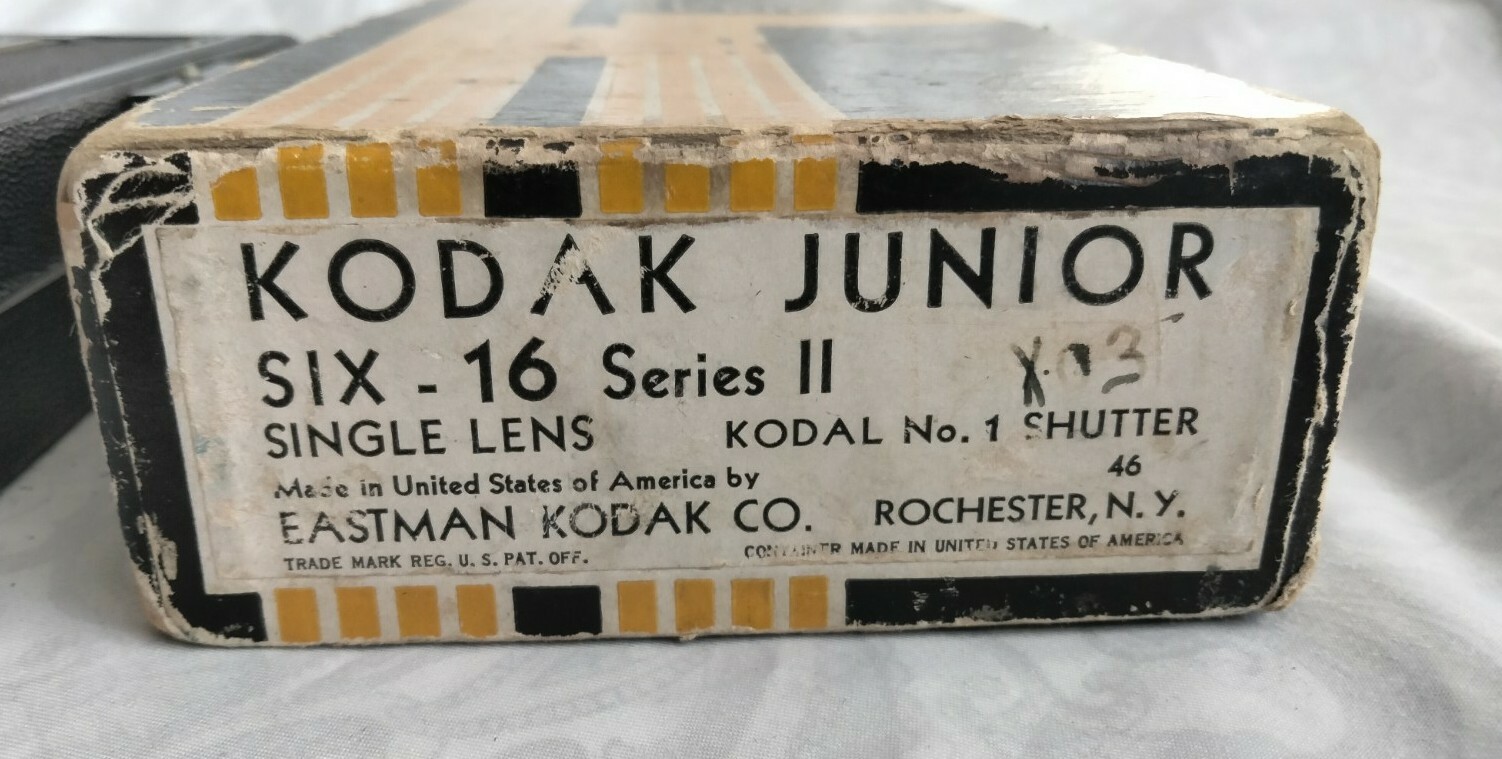 KODAK JUNIOR
SIX - 16 Series II
SINGLE LENS KODAL No. 1 SHUTTER
46
Made in United States of America by
EASTMAN KODAK CO. ROCHESTER, N. Y.
TRADE MARK REG. U. S. PAT. OFF. CONTAINER MADE IN UNITED STATES OF AMERICA